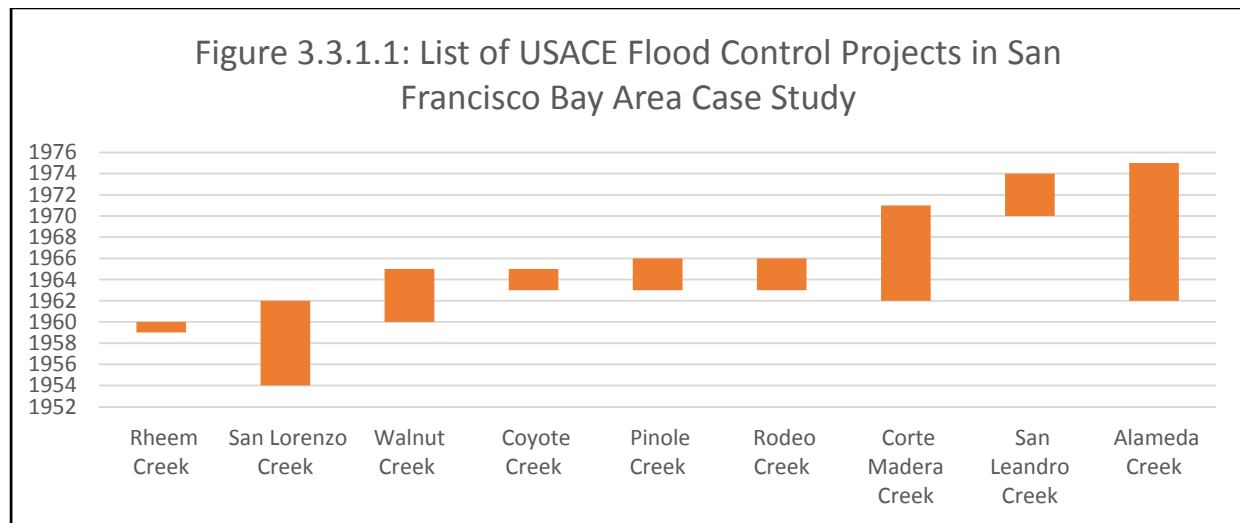 Figure 3.3.1.1: List of USACE Flood Control Projects in San
Francisco Bay Area Case Study
1976
1974
1972
1970
1968
1966
1964
1962
1960
1958
1956
1954
1952
Rheem
Creek
San Lorenzo
Creek
Walnut
Creek
Coyote
Creek
Pinole
Creek
Rodeo
Creek
Corte
Madera
Creek
San
Leandro
Creek
Alameda
Creek